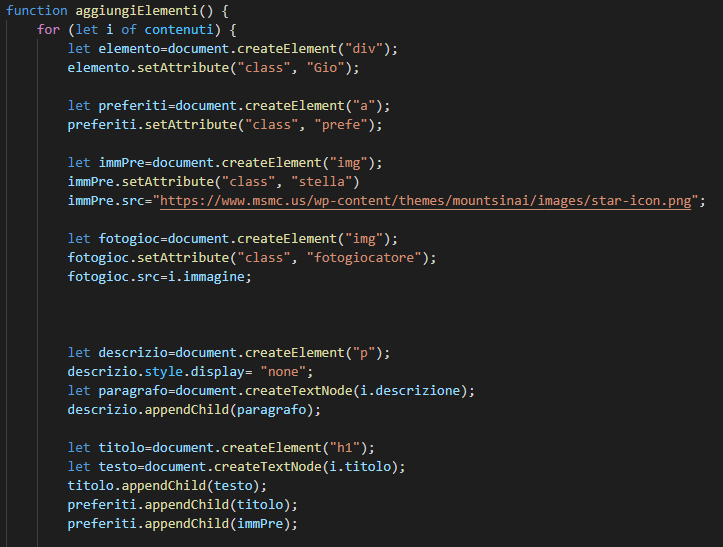 function aggiungiElementi() {
for (let i of contenuti) {
let elemento=document.createElement("div");
elemento.setAttribute("class", "Gio");
let preferiti=document.createElement("a");
preferiti.setAttribute("class", "prefe");
let immPre=document.createElement("img");
immPre.setAttribute("class", "stella")
immPre.src="https://www.msmc.us/wp-content/themes/mountsinai/images/star-icon.png";
let fotogioc=document.createElement("img");
fotogioc.setAttribute("class", "fotogiocatore");
fotogioc.src=i.immagine;
let descrizio=document.createElement("p");
descrizio.style.display= "none";
let paragrafo=document.createTextNode(i.descrizione);
descrizio.appendChild(paragrafo);
let titolo=document.createElement("h1");
let testo=document.createTextNode(i.titolo);
titolo.appendChild(testo);
preferiti.appendChild(titolo);
preferiti.appendChild(immPre);